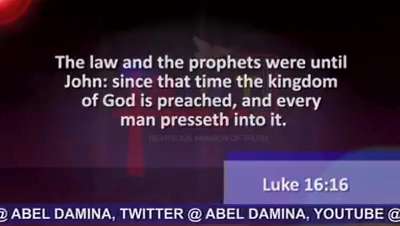 The law and the prophets were until
John: since that time the kingdom
of God is preached, and every
man presseth into it.
Luke 16:16
@ ABEL DAMINA, TWITTER @ ABEL DAMINA, YOUTUBE @